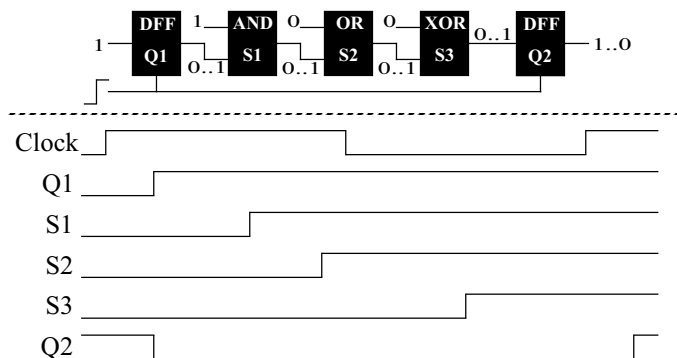 DFF 1 AND 0 OR 0 XOR 0..1 DFF
1 Q1 S1 S2 S3 Q2 1..0
0..1 0..1 0..1
Clock
Q1
S1
S2
S3
Q2